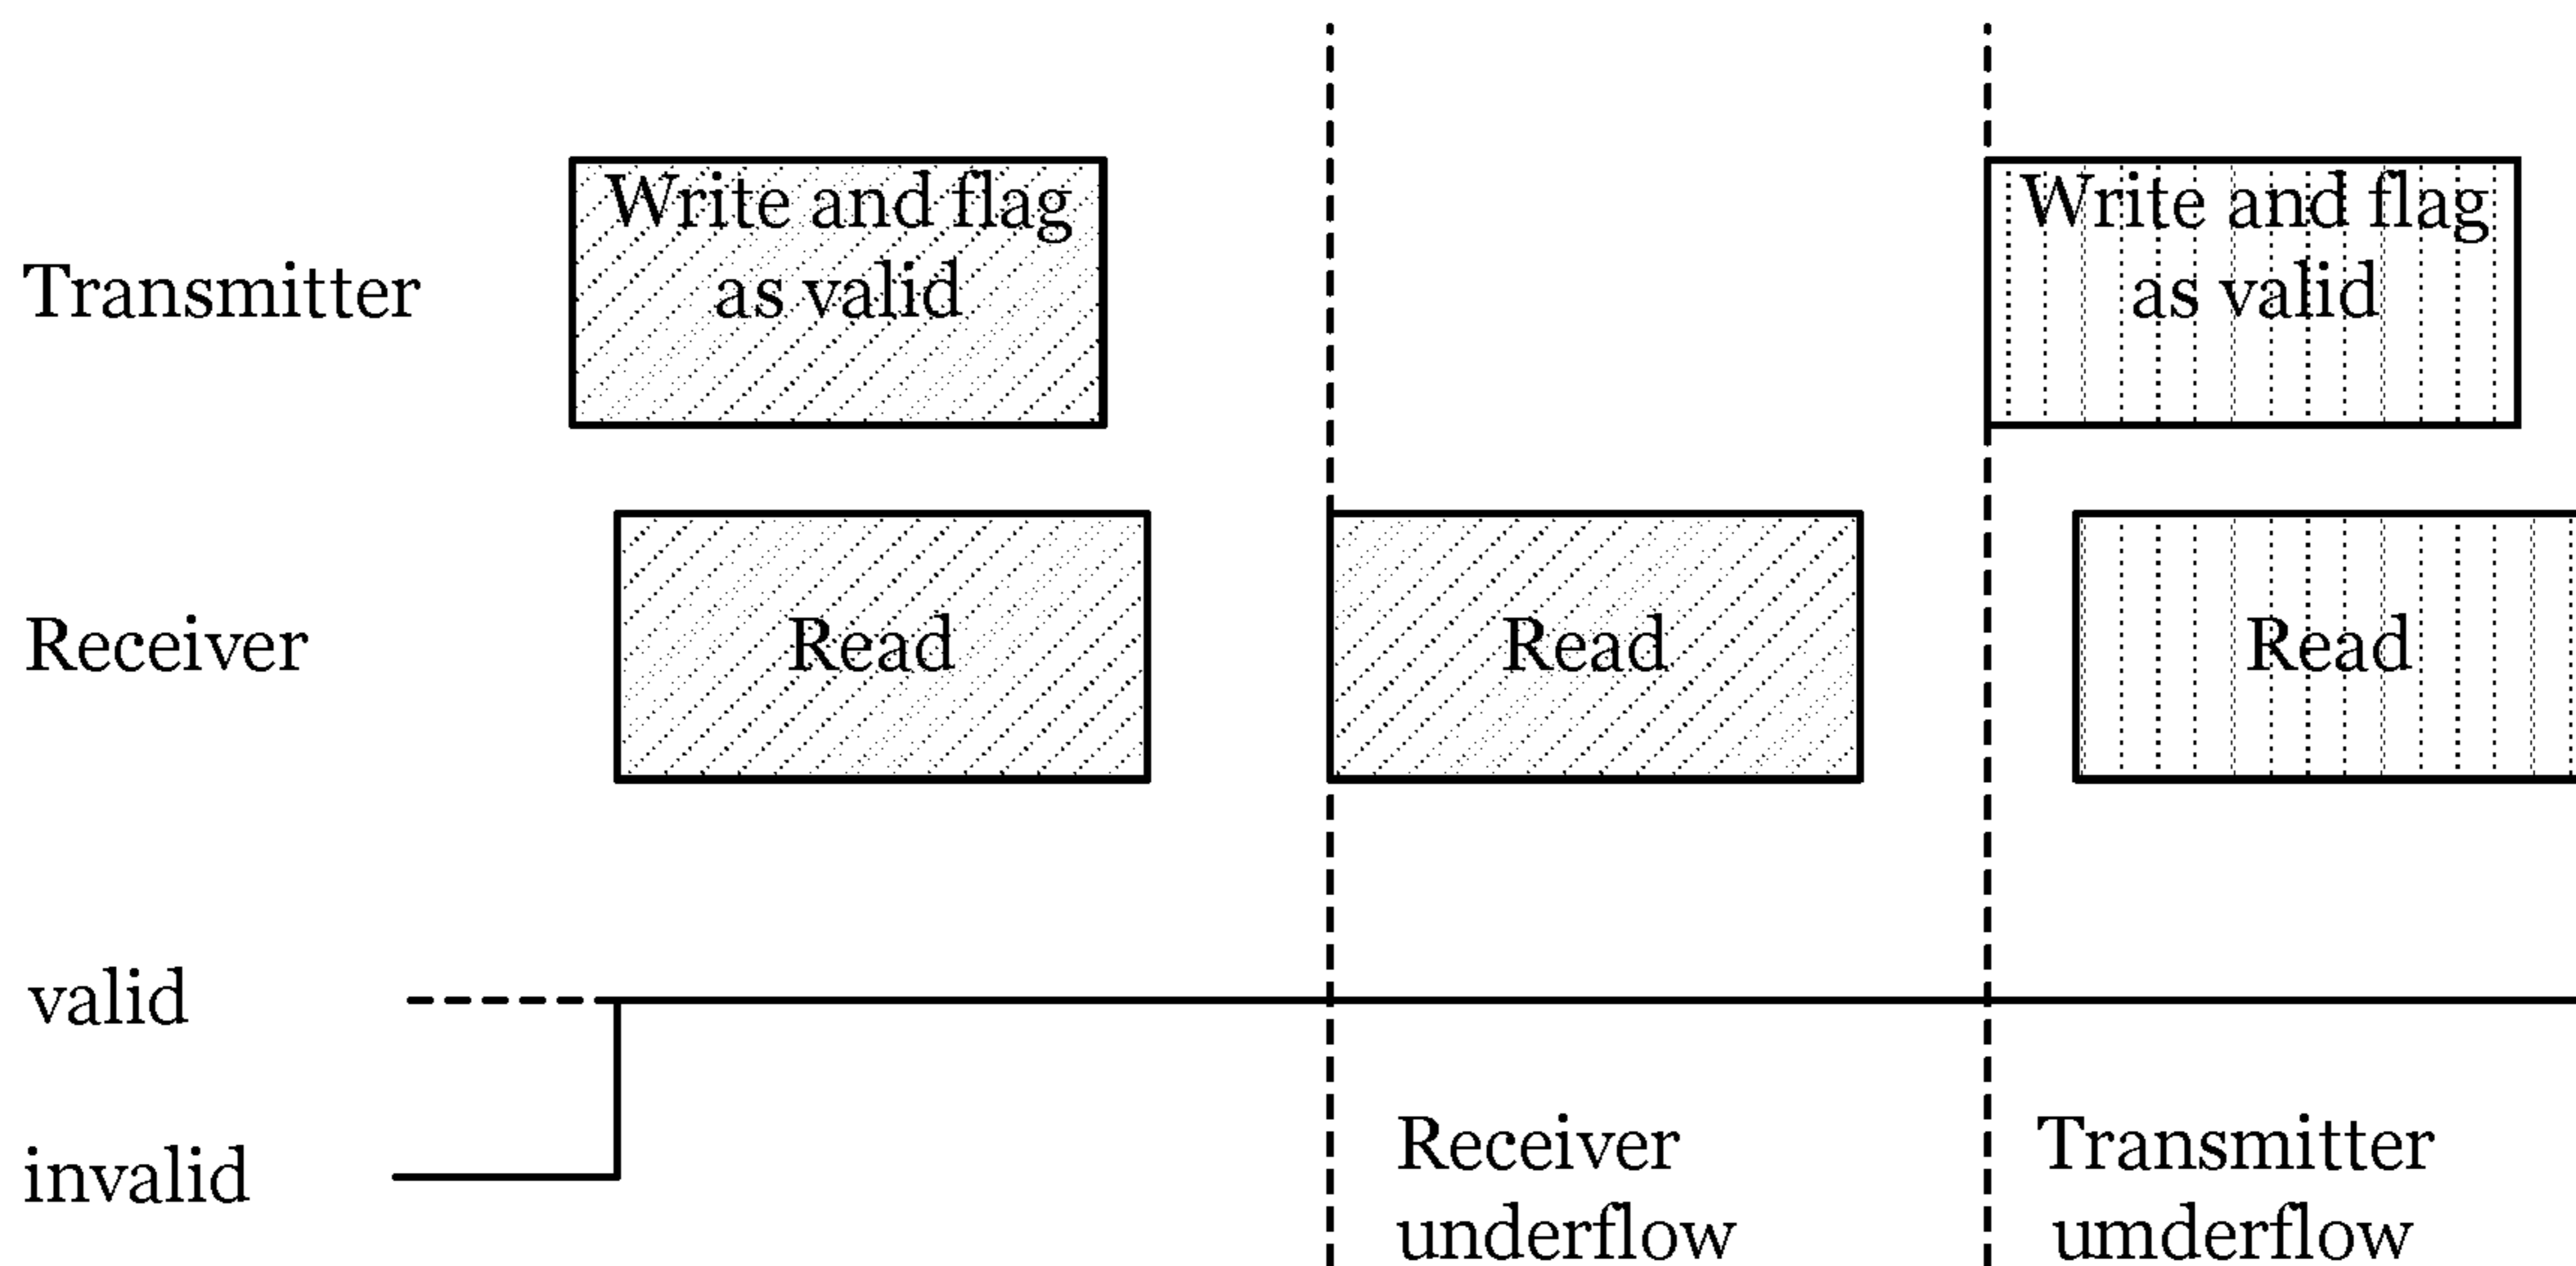 Write and flag
as valid
Write and flag
as valid
Transmitter
Receiver
Read
Read
Read
valid
invalid
Receiver
underflow
Transmitter
umderflow